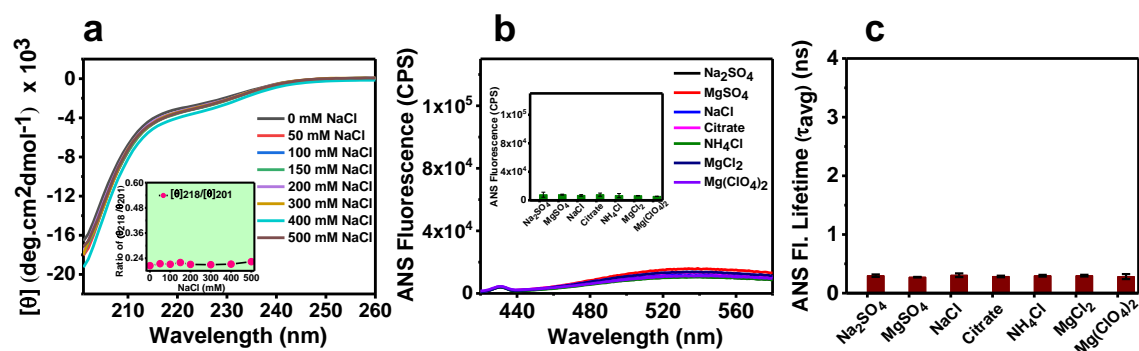 a
[θ] (deg.cm2dmol-1) x 10³
0
-4
-8
-12
-16
-20
210 220 230 240 250 260
Wavelength (nm)
0 mM NaCl
50 mM NaCl
100 mM NaCl
150 mM NaCl
200 mM NaCl
300 mM NaCl
400 mM NaCl
500 mM NaCl
Ratio of (θ218 /θ201)
0.60
0.48
0.36
0.24
[θ]218/[θ]201
0 100 200 300 400 500
NaCl (mM)
b
ANS Fluorescence (CPS)
1x10⁵
8x10⁴
4x10⁴
0
440 480 520 560
Wavelength (nm)
Na₂SO₄
MgSO₄
NaCl
Citrate
NH₄Cl
MgCl₂
Mg(ClO₄)₂
ANS Fluorescence (CPS)
1x10⁵
8x10⁴
4x10⁴
0
Na₂SO₄
MgSO₄
NaCl
Citrate
NH₄Cl
MgCl₂
Mg(ClO₄)2
c
ANS Fl. Lifetime (τavg) (ns)
4
3
2
1
0
Na₂SO₄
MgSO₄
NaCl
Citrate
NH₄Cl
MgCl₂
Mg(ClO₄)2